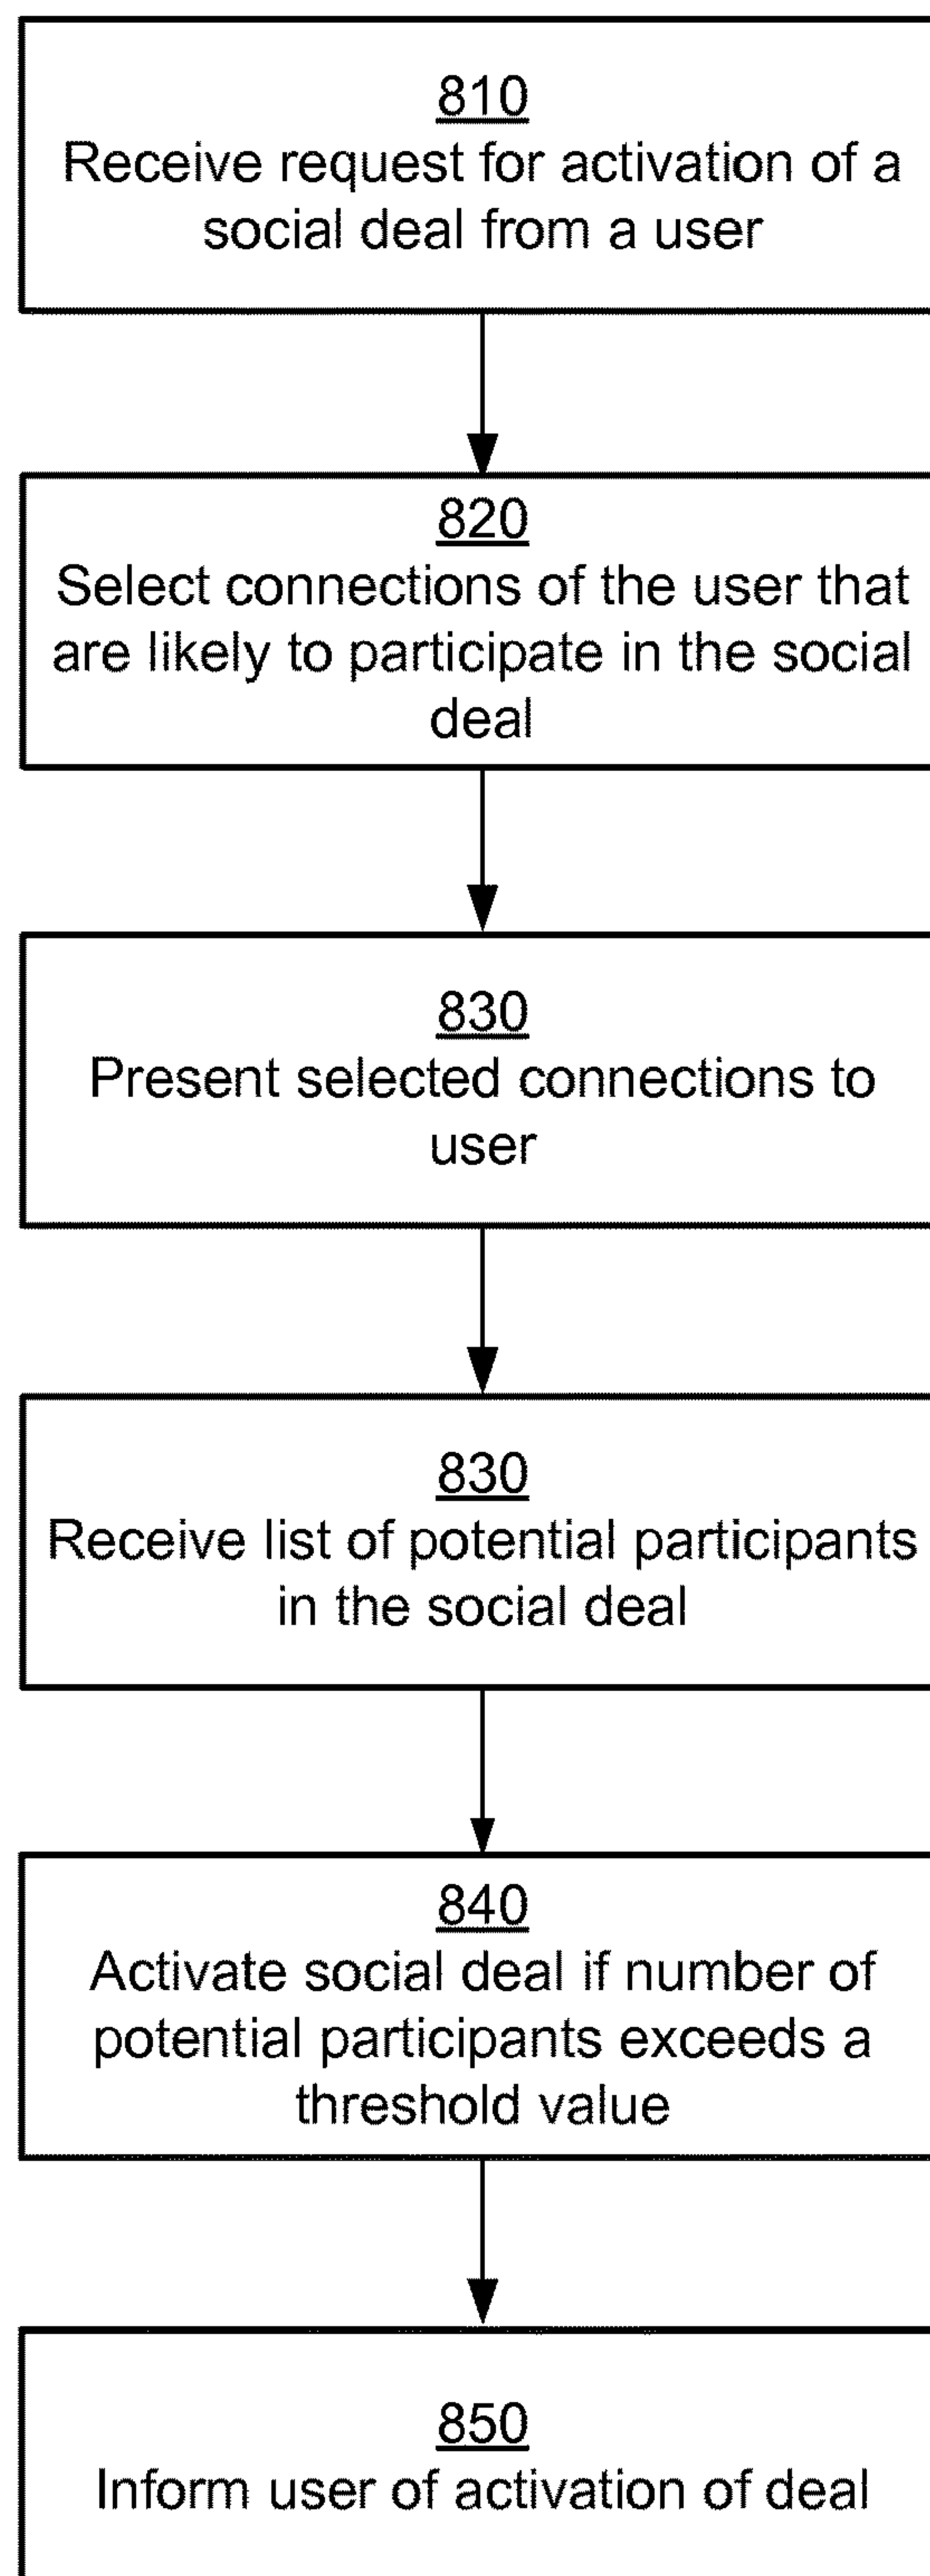 810
Receive request for activation of a
social deal from a user
820
Select connections of the user that
are likely to participate in the social
deal
830
Present selected connections to
user
830
Receive list of potential participants
in the social deal
840
Activate social deal if number of
potential participants exceeds a
threshold value
850
Inform user of activation of deal